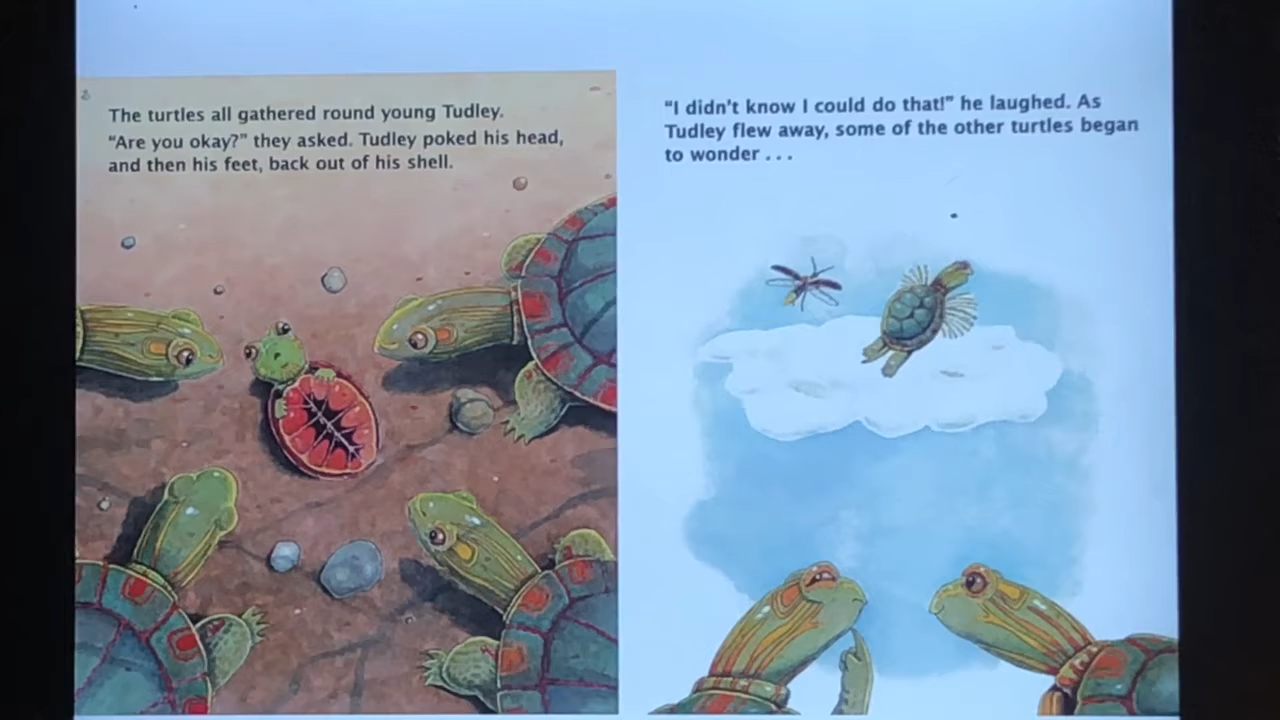 The turtles all gathered round young Tudley.
“Are you okay?” they asked. Tudley poked his head,
and then his feet, back out of his shell.
“I didn’t know I could do that!” he laughed. As
Tudley flew away, some of the other turtles began
to wonder . . .